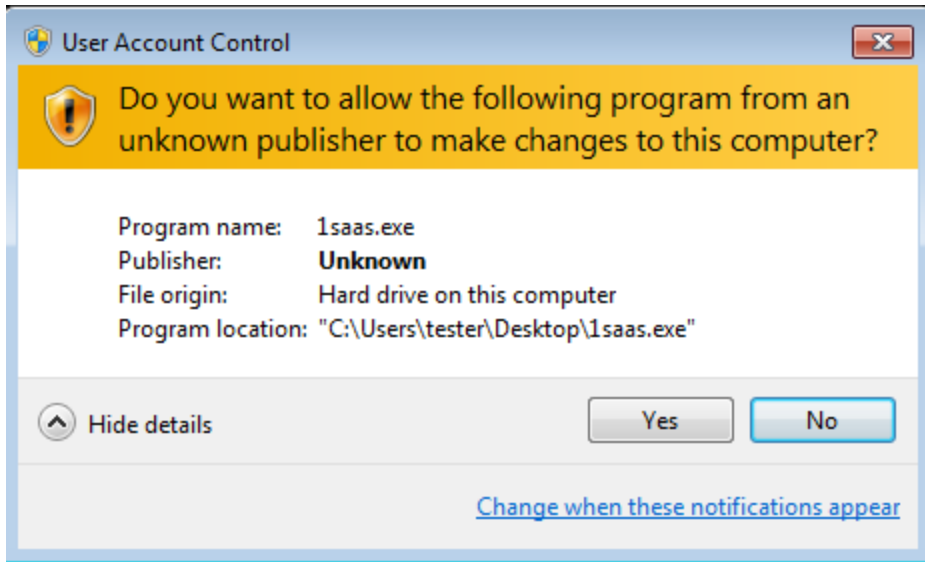 User Account Control
Do you want to allow the following program from an
unknown publisher to make changes to this computer?
Program name: 1saas.exe
Publisher: Unknown
File origin: Hard drive on this computer
Program location: "C:\Users\tester\Desktop\1saas.exe"
Hide details
Yes
No
Change when these notifications appear